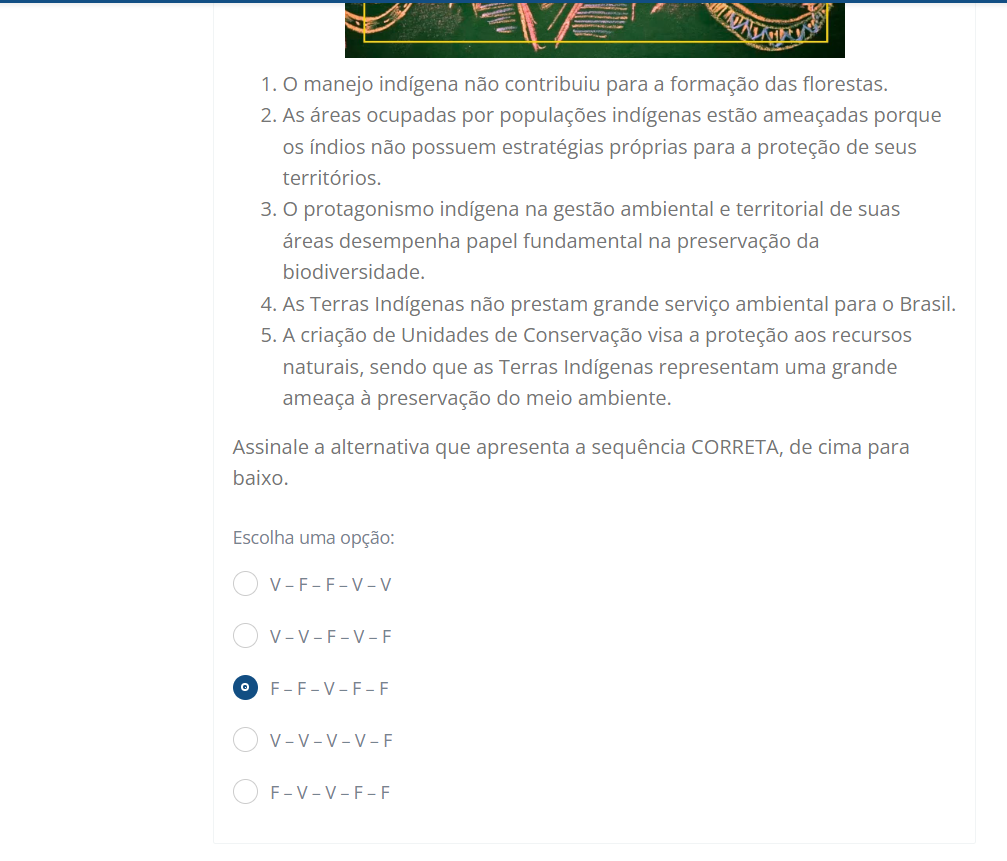 1. O manejo indígena não contribuiu para a formação das florestas.
2. As áreas ocupadas por populações indígenas estão ameaçadas porque
os índios não possuem estratégias próprias para a proteção de seus
territórios.
3. O protagonismo indígena na gestão ambiental e territorial de suas
áreas desempenha papel fundamental na preservação da
biodiversidade.
4. As Terras Indígenas não prestam grande serviço ambiental para o Brasil.
5. A criação de Unidades de Conservação visa a proteção aos recursos
naturais, sendo que as Terras Indígenas representam uma grande
ameaça à preservação do meio ambiente.
Assinale a alternativa que apresenta a sequência CORRETA, de cima para
baixo.
Escolha uma opção:
V – F – F – V – V
V – V – F – V – F
F – F – V – F – F
V – V – V – V – F
F – V – V – F – F